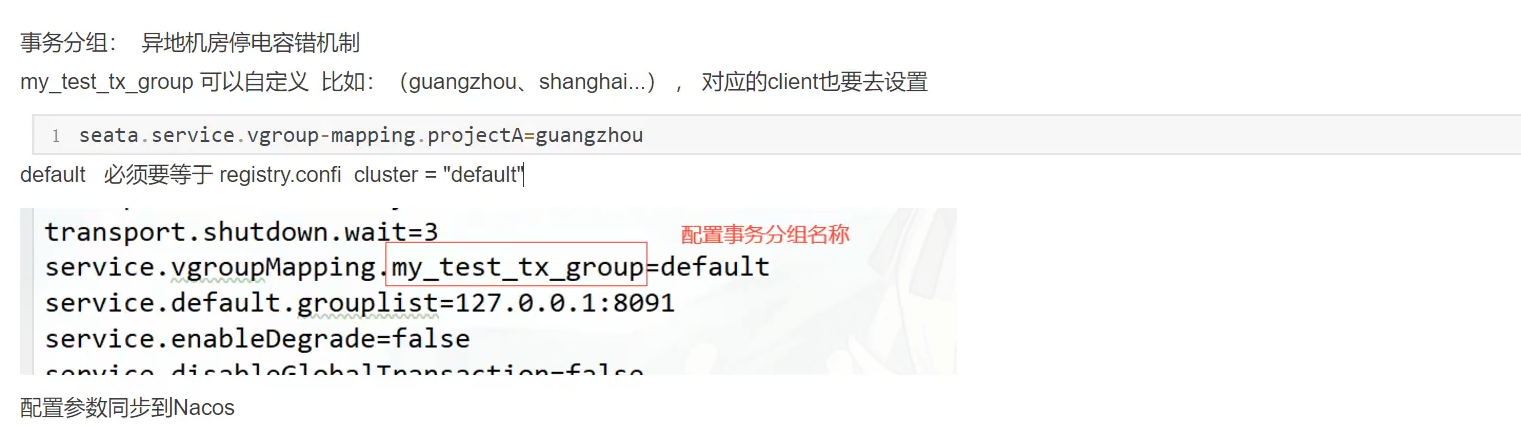 事务分组： 异地机房停电容错机制
my_test_tx_group 可以自定义 比如：（guangzhou、shanghai...） ， 对应的client也要去设置
1 seata.service.vgroup-mapping.projectA=guangzhou
default 必须要等于 registry.confi cluster = "default"
transport.shutdown.wait=3
配置事务分组名称
service.vgroupMapping.my_test_tx_group=default
service.default.grouplist=127.0.0.1:8091
service.enableDegrade=false
service.disableGlobalTransaction=false
配置参数同步到Nacos